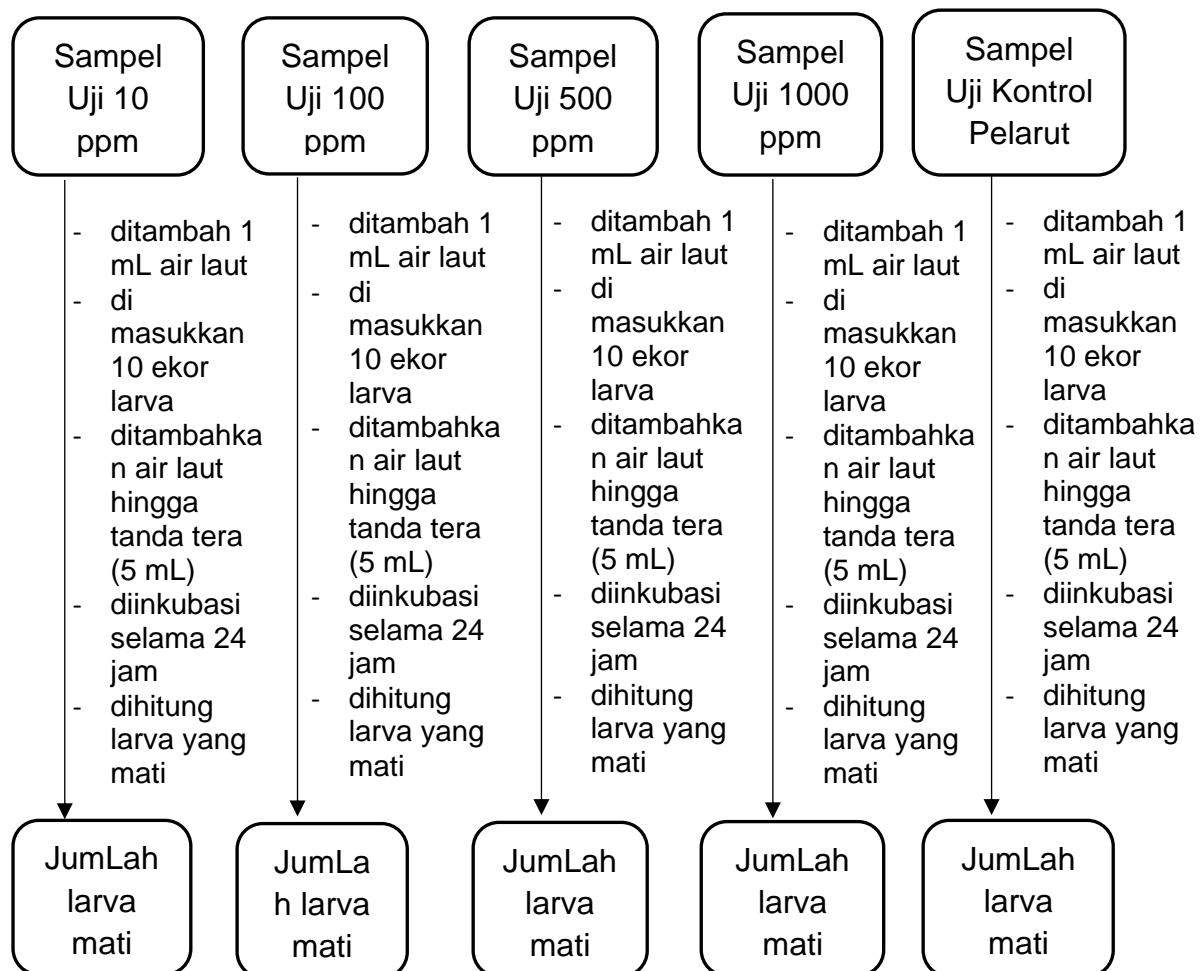 Sampel
Uji 10
ppm
- ditambah 1
mL air laut
- di
masukkan
10 ekor
larva
- ditambahka
n air laut
hingga
tanda tera
(5 mL)
- diinkubasi
selama 24
jam
- dihitung
larva yang
mati
JumLah
larva
mati
Sampel
Uji 100
ppm
- ditambah 1
mL air laut
- di
masukkan
10 ekor
larva
- ditambahka
n air laut
hingga
tanda tera
(5 mL)
- diinkubasi
selama 24
jam
- dihitung
larva yang
mati
JumLa
h larva
mati
Sampel
Uji 500
ppm
- ditambah 1
mL air laut
- di
masukkan
10 ekor
larva
- ditambahka
n air laut
hingga
tanda tera
(5 mL)
- diinkubasi
selama 24
jam
- dihitung
larva yang
mati
JumLah
larva
mati
Sampel
Uji 1000
ppm
- ditambah 1
mL air laut
- di
masukkan
10 ekor
larva
- ditambahka
n air laut
hingga
tanda tera
(5 mL)
- diinkubasi
selama 24
jam
- dihitung
larva yang
mati
JumLah
larva
mati
Sampel
Uji Kontrol
Pelarut
- ditambah 1
mL air laut
- di
masukkan
10 ekor
larva
- ditambahka
n air laut
hingga
tanda tera
(5 mL)
- diinkubasi
selama 24
jam
- dihitung
larva yang
mati
JumLah
larva
mati